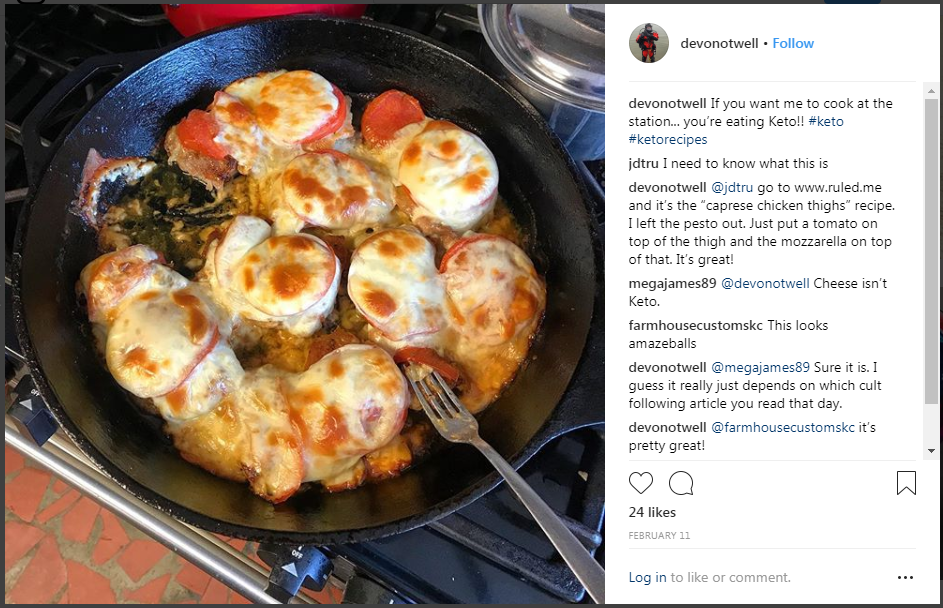 devonotwell • Follow
devonotwell If you want me to cook at the
station... you're eating Keto!! #keto
#ketorecipes
jdtru I need to know what this is
devonotwell @jdtru go to www.ruled.me
and it's the “caprese chicken thighs” recipe.
I left the pesto out. Just put a tomato on
top of the thigh and the mozzarella on top
of that. It's great!
megajames89 @devonotwell Cheese isn't
Keto.
farmhousecustomskc This looks
amazeballs
devonotwell @megajames89 Sure it is. I
guess it really just depends on which cult
following article you read that day.
devonotwell @farmhousecustomskc it's
pretty great!
24 likes
FEBRUARY 11
Log in to like or comment.
OFF